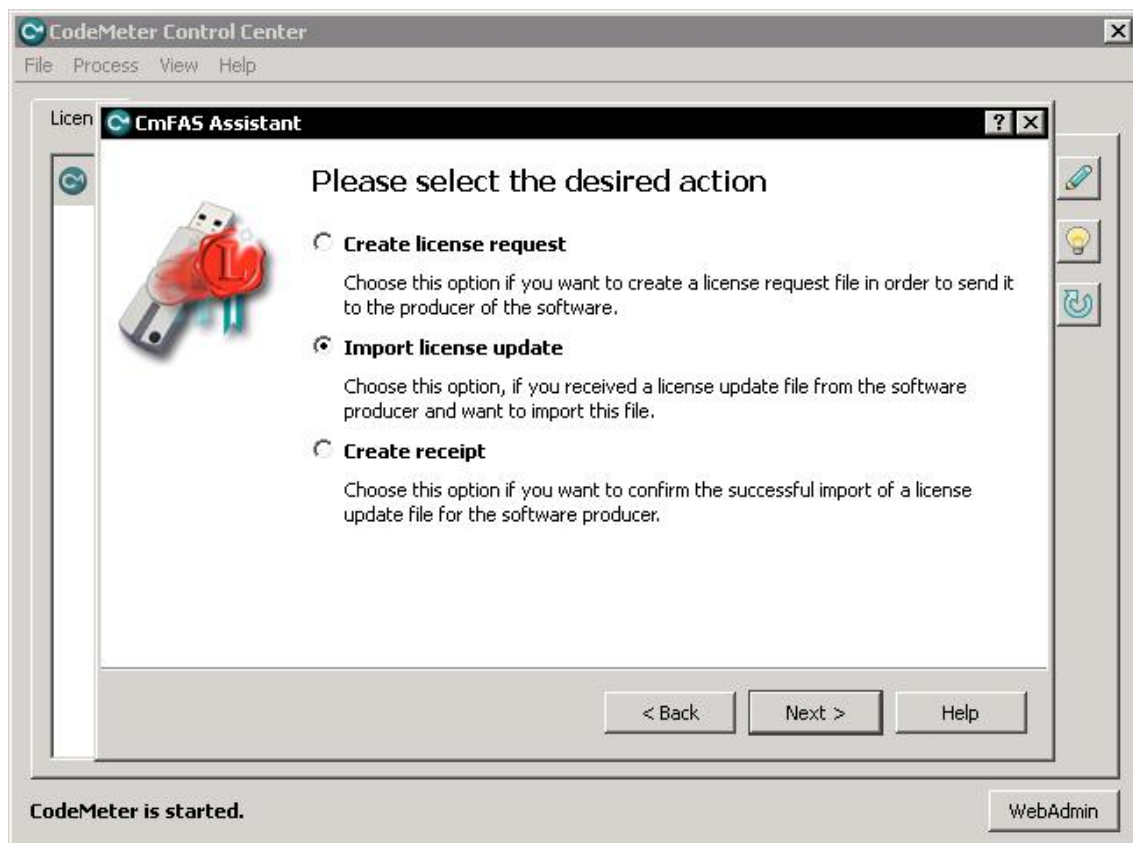 CodeMeter Control Center
File Process View Help
Licen
CmFAS Assistant
Please select the desired action
Create license request
Choose this option if you want to create a license request file in order to send it
to the producer of the software.
Import license update
Choose this option, if you received a license update file from the software
producer and want to import this file.
Create receipt
Choose this option if you want to confirm the successful import of a license
update file for the software producer.
< Back Next > Help
CodeMeter is started.
WebAdmin